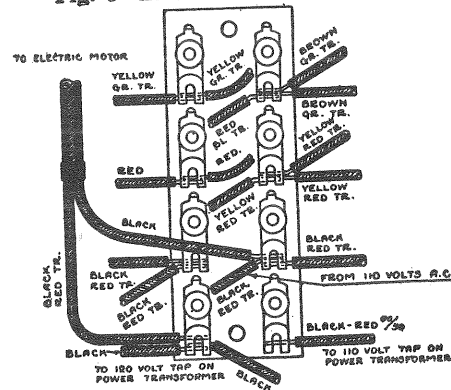 TO ELECTRIC MOTOR
YELLOW
GR. TR.
YELLOW
GR. TR.
BROWN
GR. TR.
BROWN
GR. TR.
RED
BL TR.
RED.
YELLOW
RED TR.
RED
YELLOW
RED TR.
YELLOW
RED TR.
BLACK
BLACK
RED TR.
BLACK
RED TR.
BLACK
RED TR.
BLACK
RED TR.
BLACK
RED TR.
FROM 110 VOLTS A.C
BLACK-RED
TO 110 VOLT TAP ON
POWER TRANSFORMER
BLACK
TO 120 VOLT TAP ON
POWER TRANSFORMER
BLACK